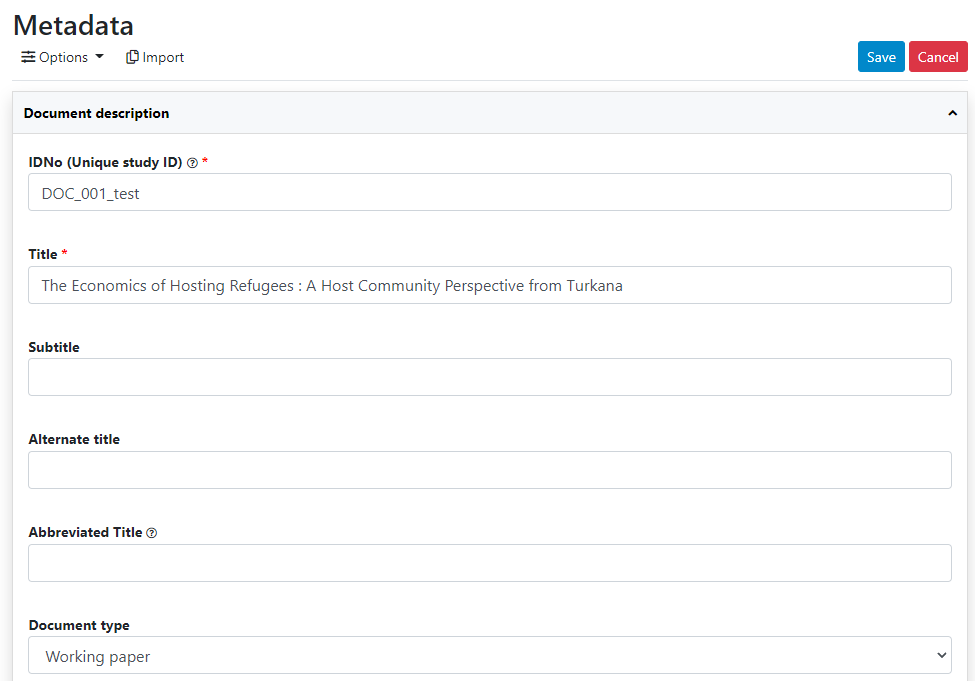 Metadata
Options Import Save Cancel
Document description
IDNo (Unique study ID) ? *
DOC_001_test
Title *
The Economics of Hosting Refugees : A Host Community Perspective from Turkana
Subtitle
Alternate title
Abbreviated Title ?
Document type
Working paper